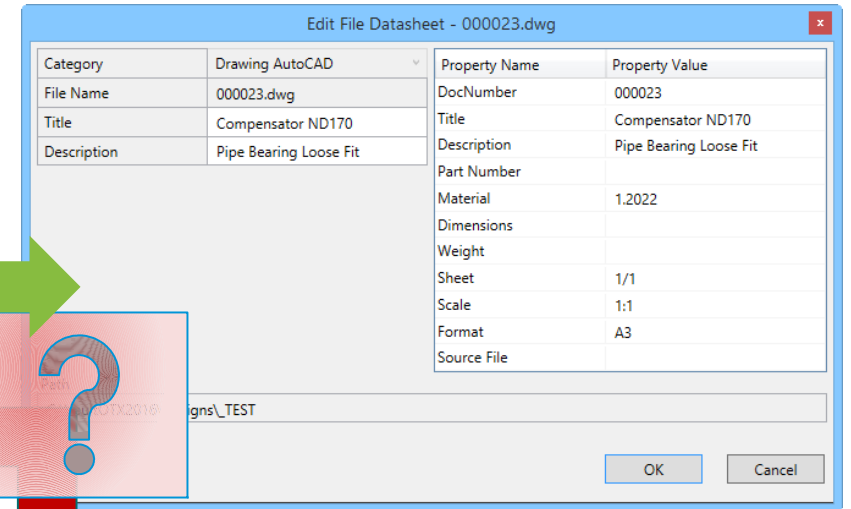 Edit File Datasheet - 000023.dwg
x
Category Drawing AutoCAD
File Name 000023.dwg
Title Compensator ND170
Description Pipe Bearing Loose Fit
Property Name Property Value
DocNumber 000023
Title Compensator ND170
Description Pipe Bearing Loose Fit
Part Number
Material 1.2022
Dimensions
Weight
Sheet 1/1
Scale 1:1
Format A3
Source File
?
Path
igns\_TEST
OK Cancel